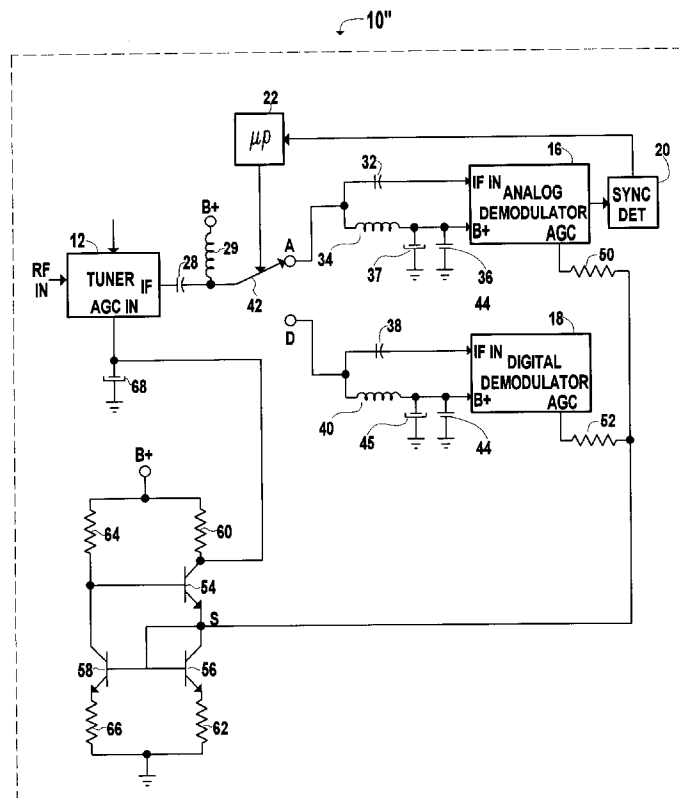 10"
22
μp
B+
29
A
42
12
RF
IN
TUNER
IF
AGC IN
28
68
32
34
37
36
44
16
IF IN
ANALOG
DEMODULATOR
B+
AGC
20
SYNC
DET
50
D
38
40
45
44
18
IF IN
DIGITAL
DEMODULATOR
B+
AGC
52
B+
64
60
54
S
58
56
66
62